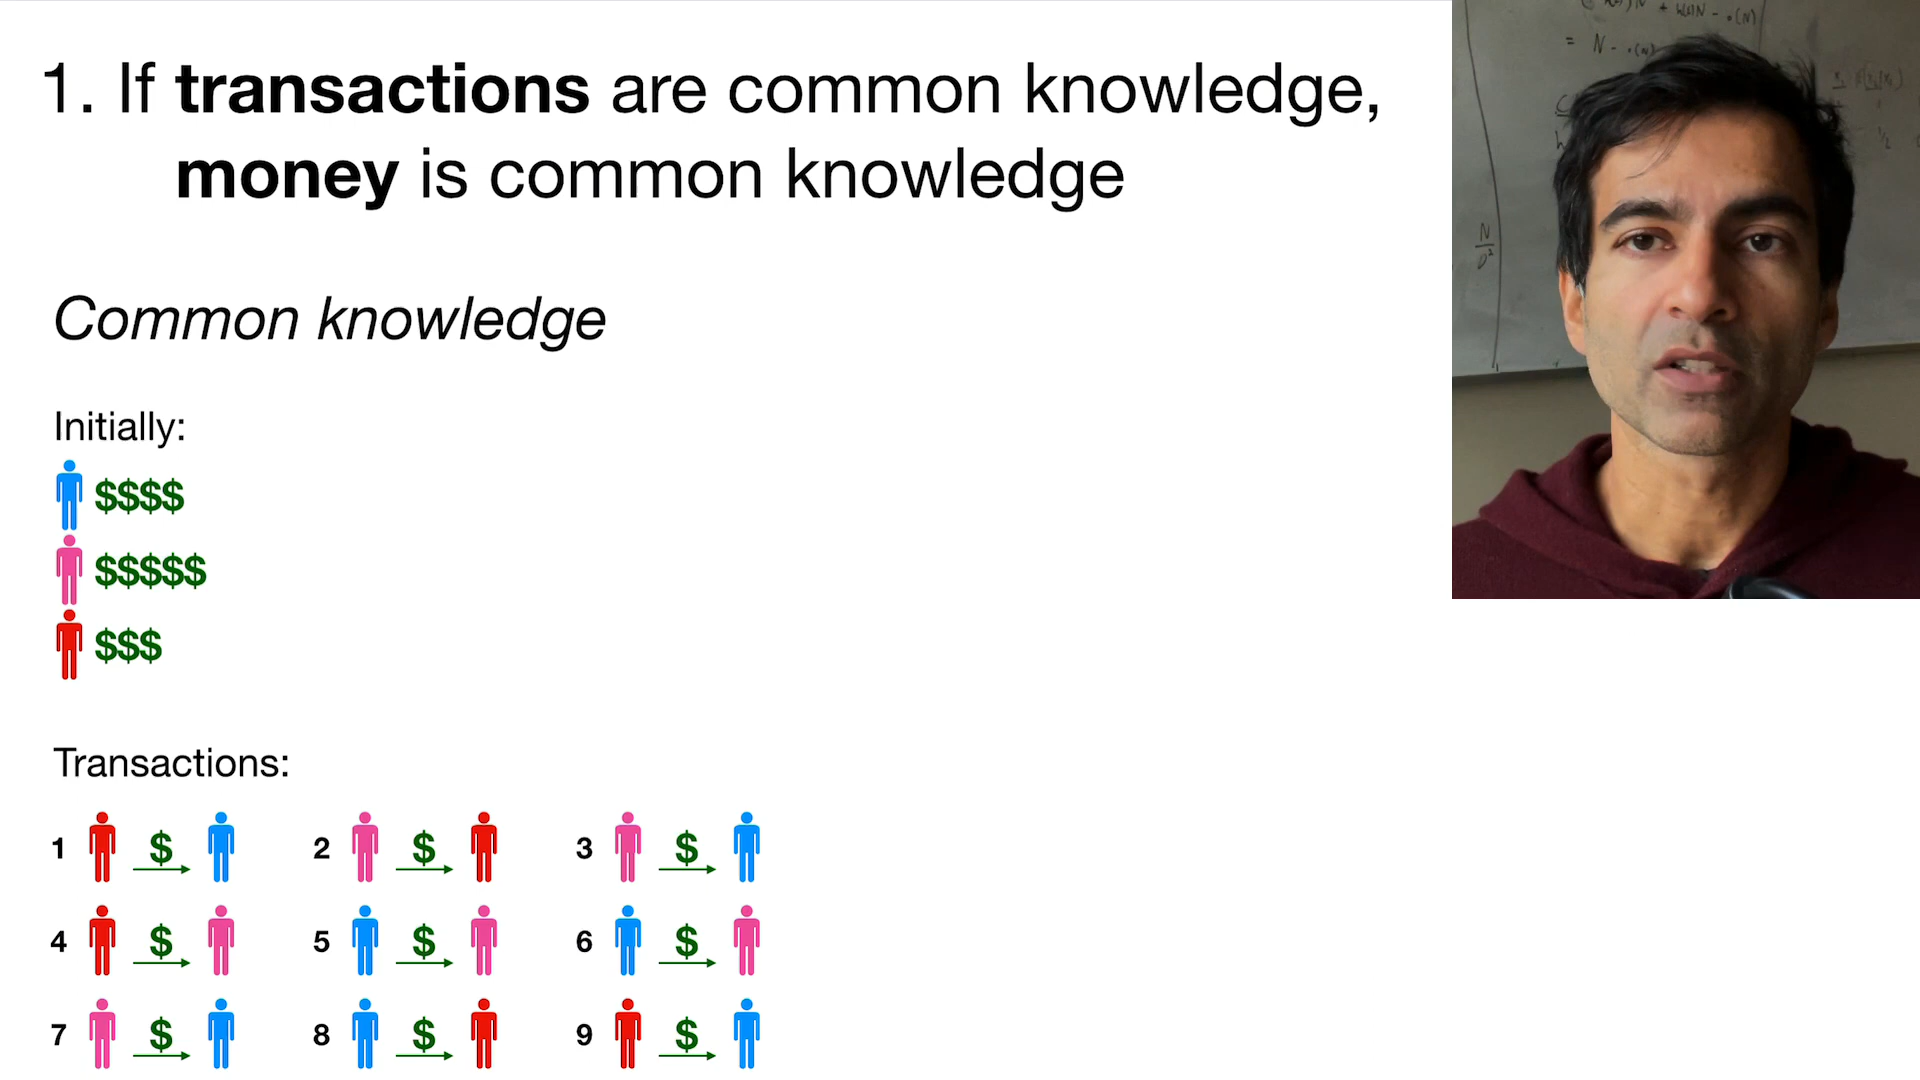 1. If transactions are common knowledge,
money is common knowledge
Common knowledge
Initially:
$$$$
$$$$$
$$$
Transactions:
1 $ 2 $ 3 $
4 $ 5 $ 6 $
7 $ 8 $ 9 $
= N - .(N)
N